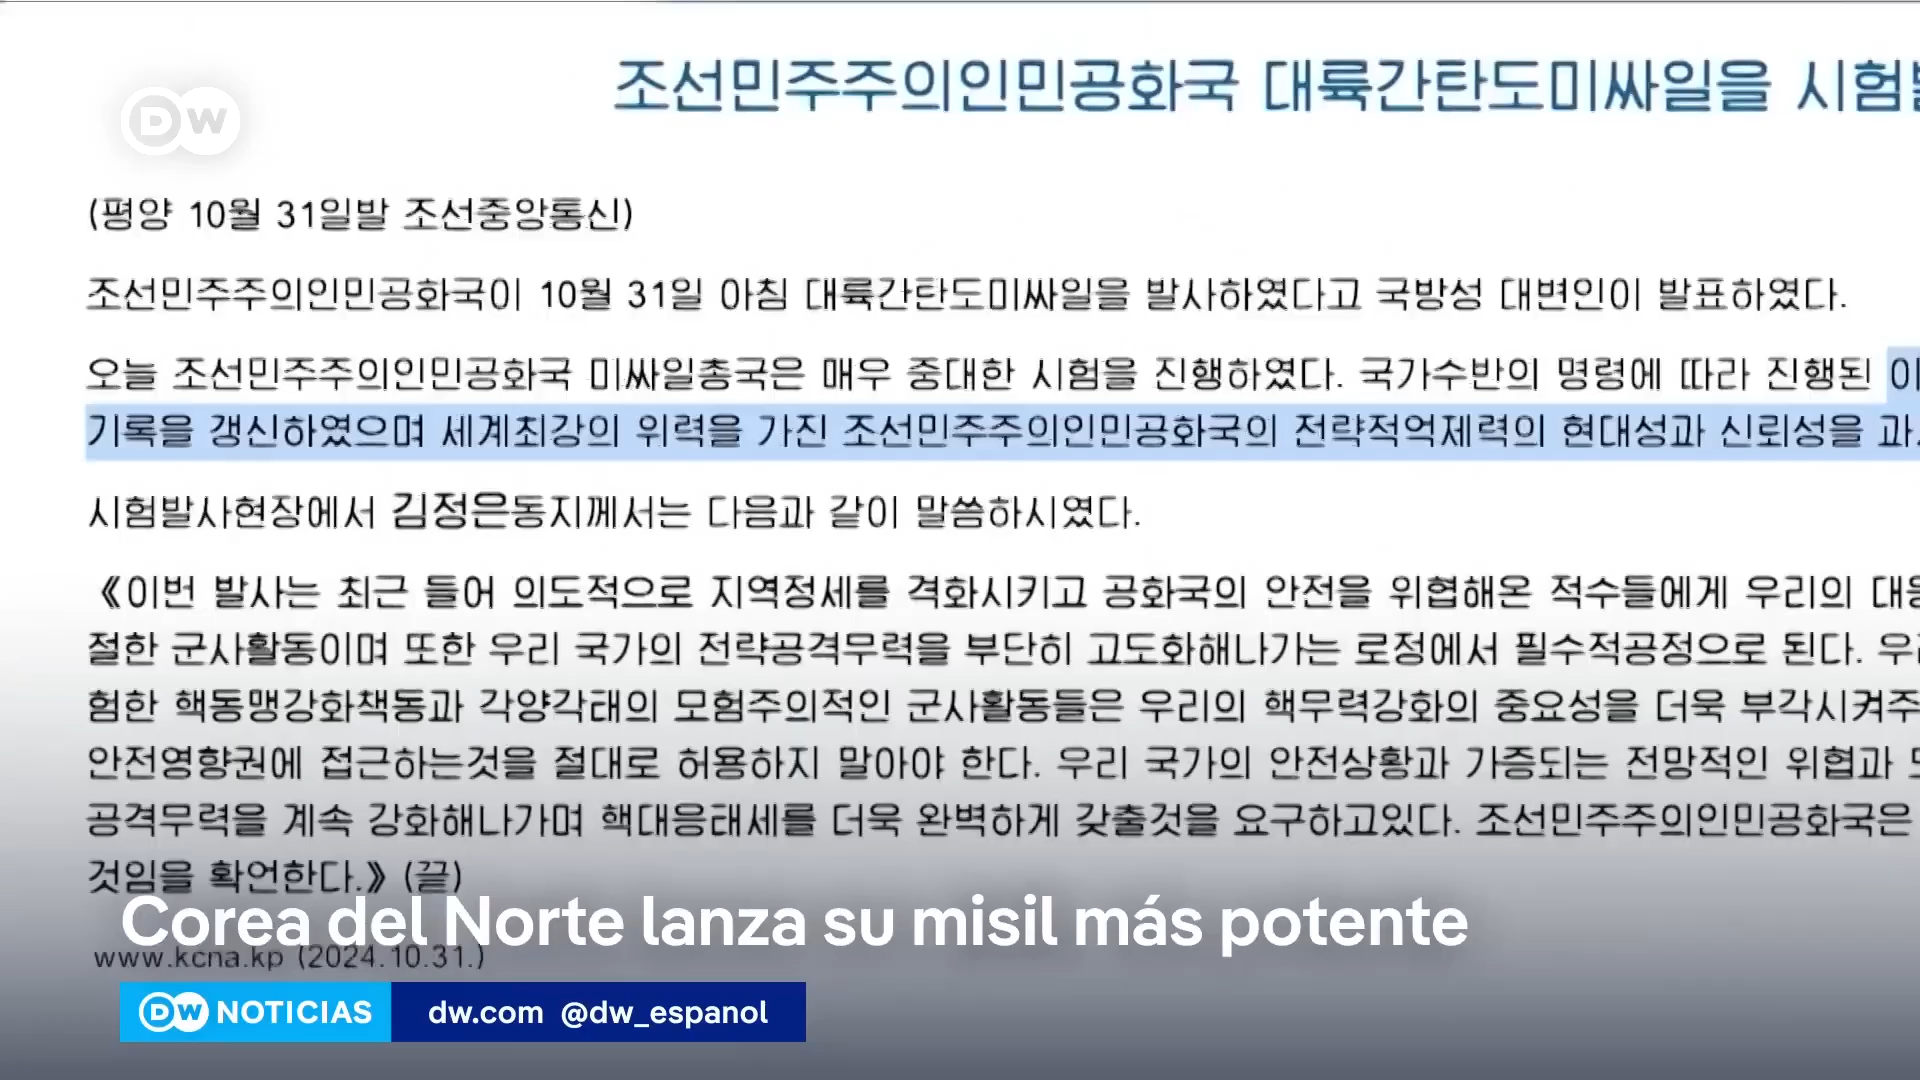 DW
조선민주주의인민공화국 대륙간탄도미싸일을 시험
(평양 10월 31일발 조선중앙통신)
조선민주주의인민공화국이 10월 31일 아침 대륙간탄도미싸일을 발사하였다고 국방성 대변인이 발표하였다.
오늘 조선민주주의인민공화국 미싸일총국은 매우 중대한 시험을 진행하였다. 국가수반의 명령에 따라 진행된
기록을 갱신하였으며 세계최강의 위력을 가진 조선민주주의인민공화국의 전략적억제력의 현대성과 신뢰성을
시험발사현장에서 김정은동지께서는 다음과 같이 말씀하시였다.
《이번 발사는 최근 들어 의도적으로 지역정세를 격화시키고 공화국의 안전을 위협해온 적수들에게 우리의
절한 군사활동이며 또한 우리 국가의 전략공격무력을 부단히 고도화해나가는 로정에서 필수적공정으로 된다.
험한 핵동맹강화책동과 각양각태의 모험주의적인 군사활동들은 우리의 핵무력강화의 중요성을 더욱 부각시켜주
안전영향권에 접근하는것을 절대로 허용하지 말아야 한다. 우리 국가의 안전상황과 가증되는 전망적인 위협과
공격무력을 계속 강화해나가며 핵대응태세를 더욱 완벽하게 갖출것을 요구하고있다. 조선민주주의인민공화국은
것임을 확언한다.》 (끝)
Corea del Norte lanza su misil más potente
www.kcna.kp (2024.10.31.)
DW NOTICIAS dw.com @dw_espanol